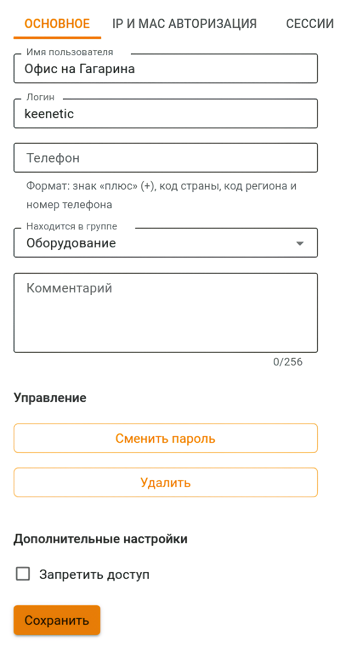 ОСНОВНОЕ IP И MAC АВТОРИЗАЦИЯ СЕССИИ
Имя пользователя
Офис на Гагарина
Логин
keenetic
Телефон
Формат: знак «плюс» (+), код страны, код региона и
номер телефона
Находится в группе
Оборудование
Комментарий
0/256
Управление
Сменить пароль
Удалить
Дополнительные настройки
Запретить доступ
Сохранить